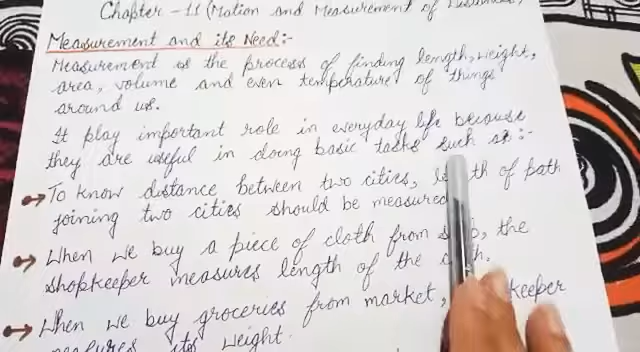 Chapter - 11 (Motion and Measurement of Distances)
Measurement and its Need:-
Measurement is the process of finding length, weight,
area, volume and even temperature of things
around us.
It play important role in everyday life because
they are useful in doing basic tasks such as:-
To know distance between two cities, of path
joining two cities should be measured
When we buy a piece of cloth from the
shopkeeper measures length of the
When we buy groceries from market,
measures its weight.